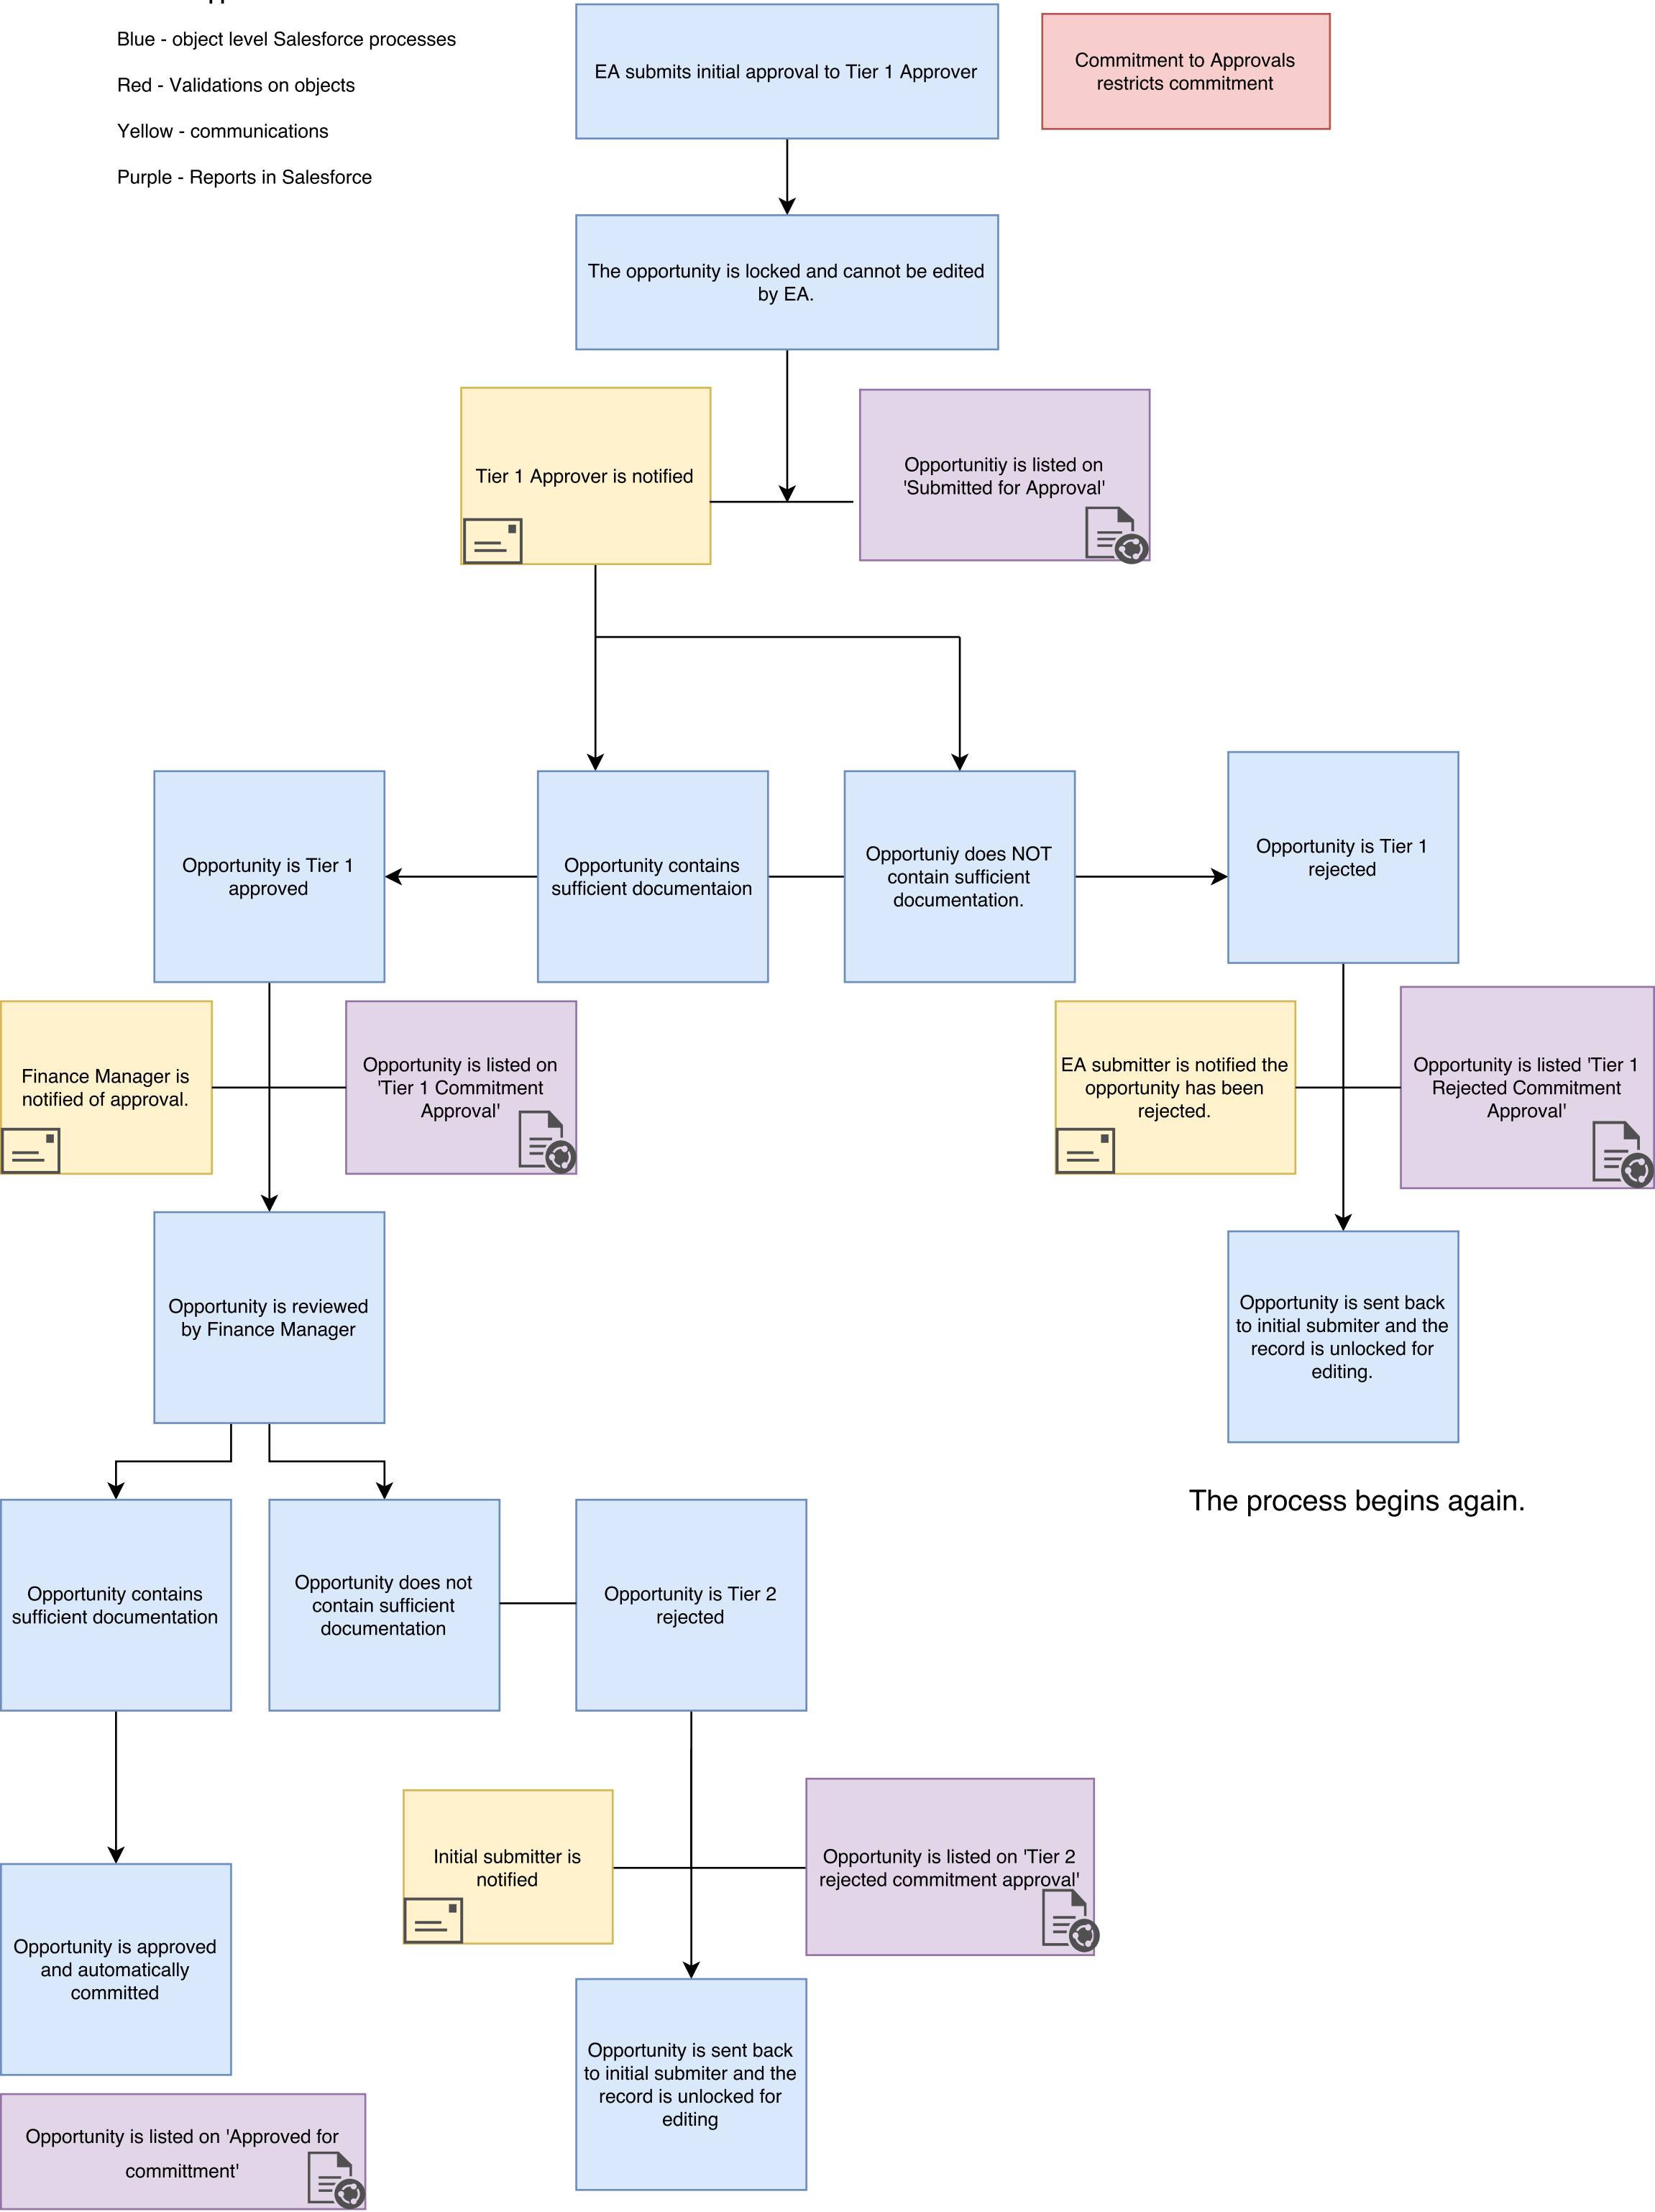 Blue - object level Salesforce processes
Red - Validations on objects
Yellow - communications
Purple - Reports in Salesforce
EA submits initial approval to Tier 1 Approver
Commitment to Approvals
restricts commitment
The opportunity is locked and cannot be edited
by EA.
Tier 1 Approver is notified
Opportunitiy is listed on
'Submitted for Approval'
Opportunity is Tier 1
approved
Opportunity contains
sufficient documentaion
Opportuniy does NOT
contain sufficient
documentation.
Opportunity is Tier 1
rejected
Finance Manager is
notified of approval.
Opportunity is listed on
'Tier 1 Commitment
Approval'
EA submitter is notified the
opportunity has been
rejected.
Opportunity is listed 'Tier 1
Rejected Commitment
Approval'
Opportunity is reviewed
by Finance Manager
Opportunity is sent back
to initial submiter and the
record is unlocked for
editing.
The process begins again.
Opportunity contains
sufficient documentation
Opportunity does not
contain sufficient
documentation
Opportunity is Tier 2
rejected
Initial submitter is
notified
Opportunity is listed on 'Tier 2
rejected commitment approval'
Opportunity is approved
and automatically
committed
Opportunity is sent back
to initial submiter and the
record is unlocked for
editing
Opportunity is listed on 'Approved for
committment'